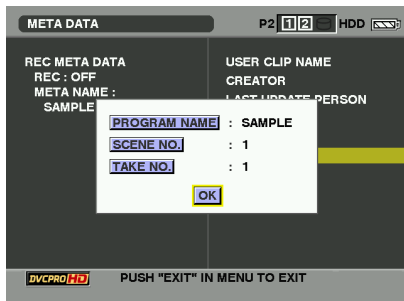 META DATA
P2 1 2 HDD
REC META DATA
REC : OFF
META NAME :
SAMPLE
USER CLIP NAME
CREATOR
LAST UPDATE PERSON
PROGRAM NAME : SAMPLE
SCENE NO. : 1
TAKE NO. : 1
OK
DVCPRO HD
PUSH "EXIT" IN MENU TO EXIT